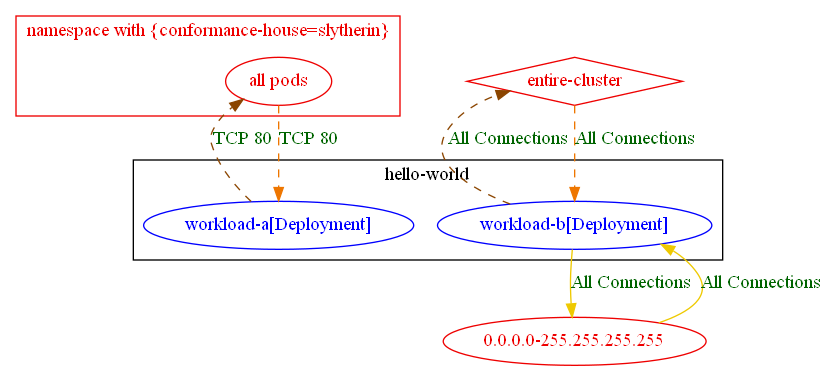 namespace with {conformance-house=slytherin}
all pods
entire-cluster
TCP 80
TCP 80
All Connections
All Connections
hello-world
workload-a[Deployment]
workload-b[Deployment]
All Connections
All Connections
0.0.0.0-255.255.255.255